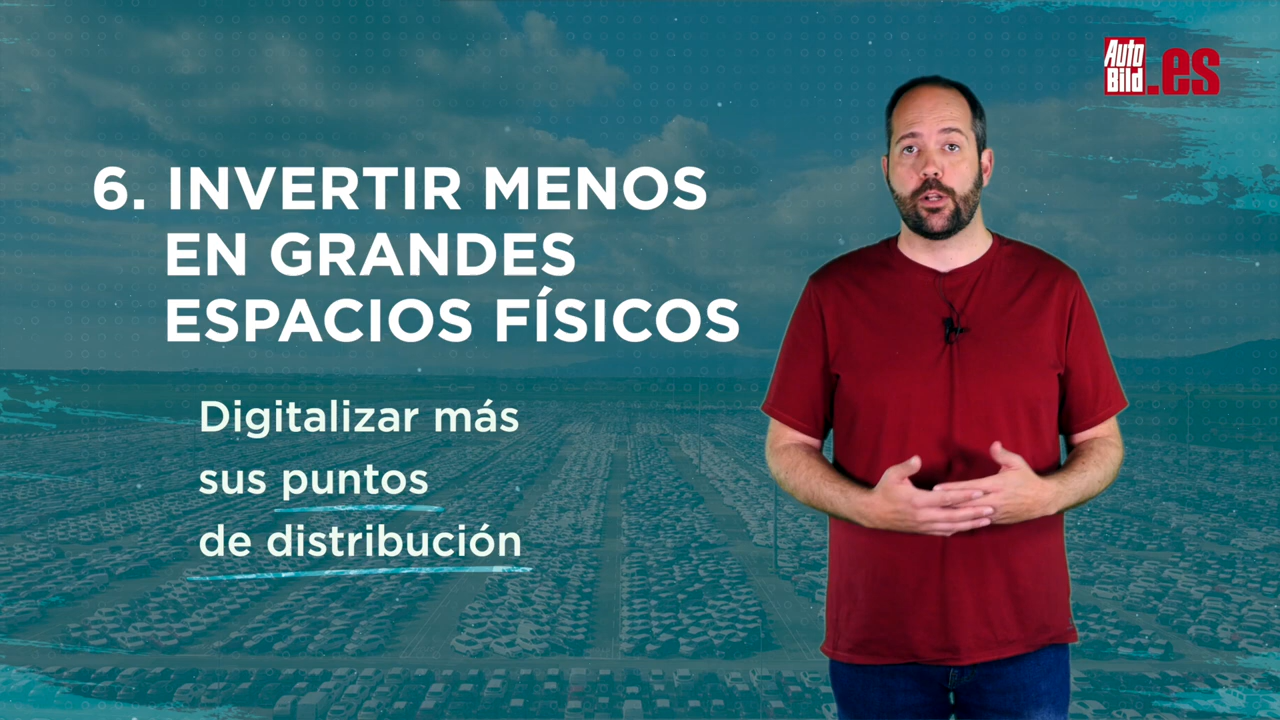 Auto
Bild.es
6. INVERTIR MENOS
EN GRANDES
ESPACIOS FÍSICOS
Digitalizar más
sus puntos
de distribución